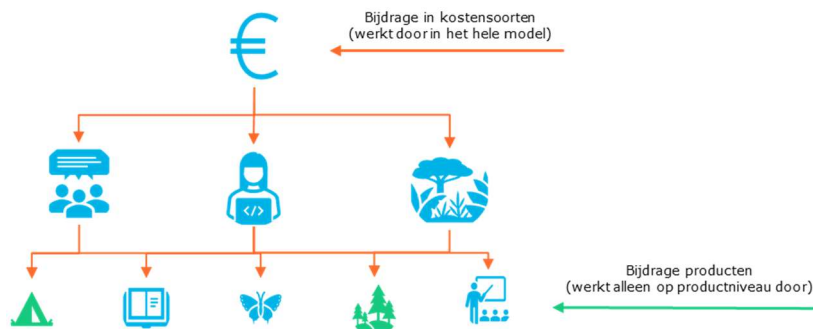 Bijdrage in kostensoorten
(werkt door in het hele model)
€
</>
Bijdrage producten
(werkt alleen op productniveau door)